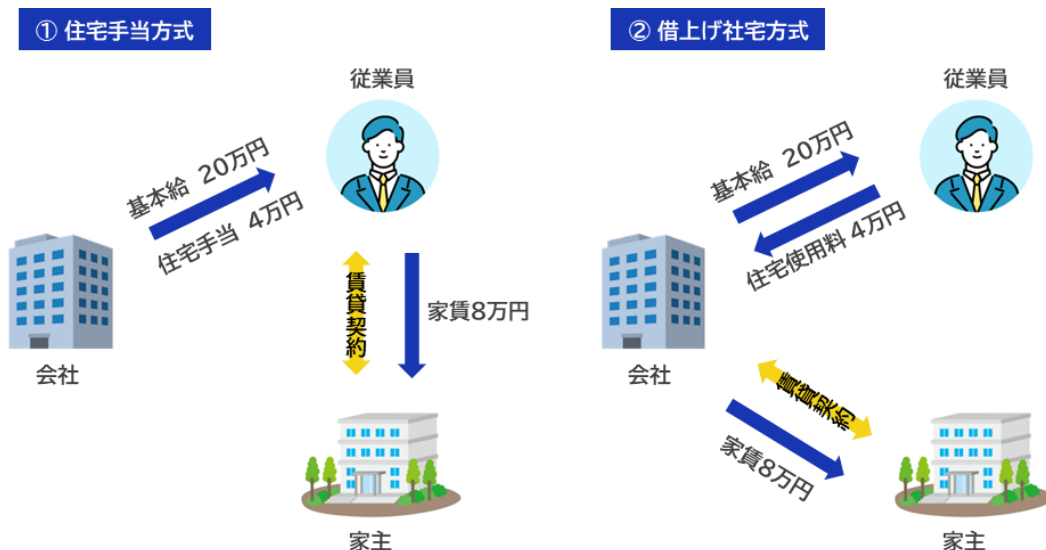 ① 住宅手当方式
従業員
基本給 20万円
住宅手当 4万円
会社
賃貸契約
家賃8万円
家主
② 借上げ社宅方式
従業員
基本給 20万円
住宅使用料 4万円
会社
賃貸契約
家賃8万円
家主